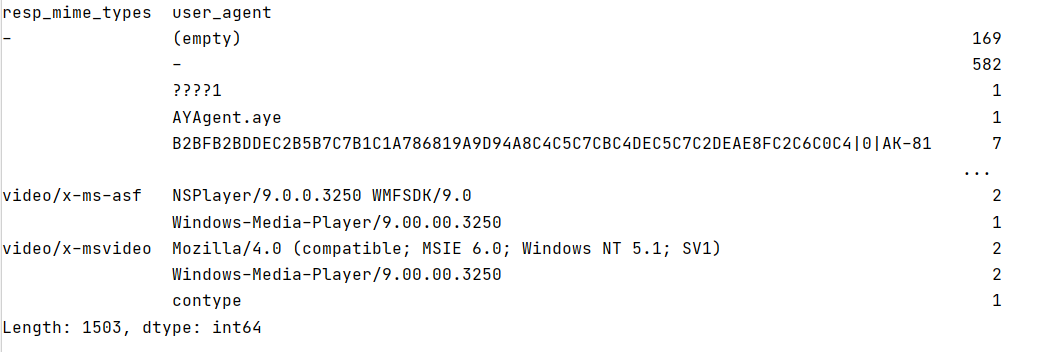 resp_mime_types  user_agent
-                (empty)                                                                            169
                 -                                                                                  582
                 ????1                                                                                1
                 AYAgent.aye                                                                          1
                 B2BFB2BDDEC2B5B7C7B1C1A786819A9D94A8C4C5C7CBC4DEC5C7C2DEAE8FC2C6C0C4|0|AK-81      7
                                                                                                   ...
video/x-ms-asf   NSPlayer/9.0.0.3250 WMFSDK/9.0                                                       2
                 Windows-Media-Player/9.00.00.3250                                                    1
video/x-msvideo  Mozilla/4.0 (compatible; MSIE 6.0; Windows NT 5.1; SV1)                              2
                 Windows-Media-Player/9.00.00.3250                                                    2
                 contype                                                                              1
Length: 1503, dtype: int64